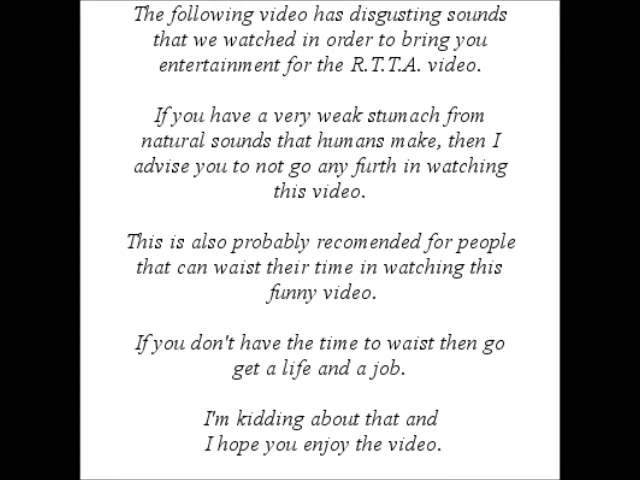 The following video has disgusting sounds
that we watched in order to bring you
entertainment for the R.T.T.A. video.
If you have a very weak stumach from
natural sounds that humans make, then I
advise you to not go any furth in watching
this video.
This is also probably recomended for people
that can waist their time in watching this
funny video.
If you don't have the time to waist then go
get a life and a job.
I'm kidding about that and
I hope you enjoy the video.